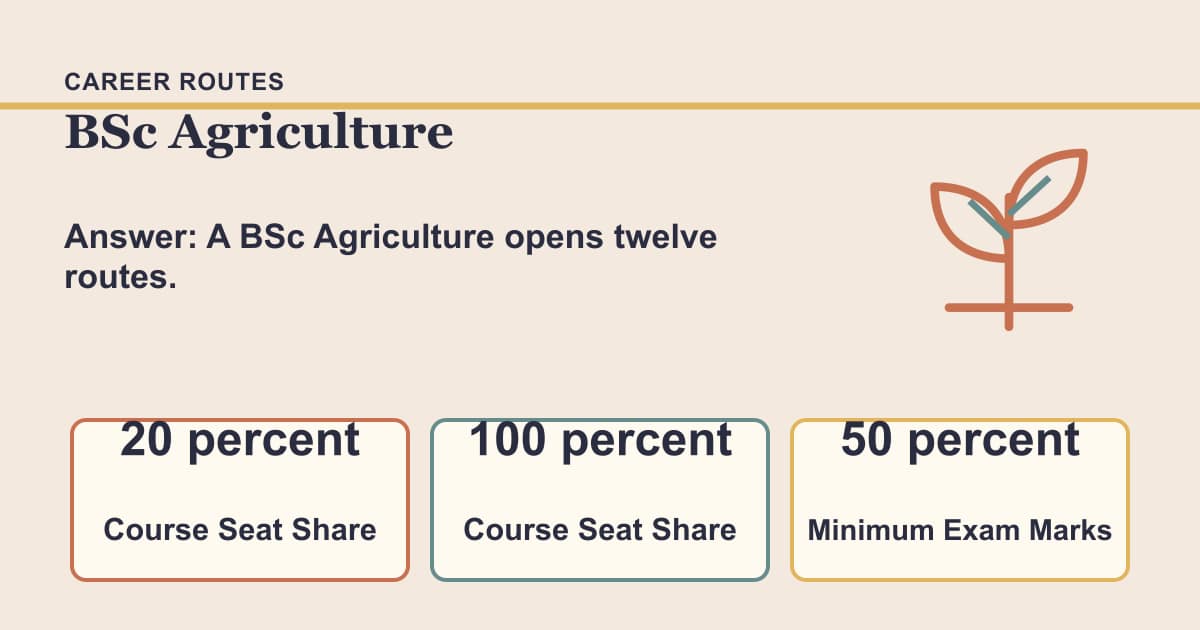 CAREER ROUTES
BSc Agriculture
Answer: A BSc Agriculture opens twelve
routes.
20 percent
Course Seat Share
100 percent
Course Seat Share
50 percent
Minimum Exam Marks